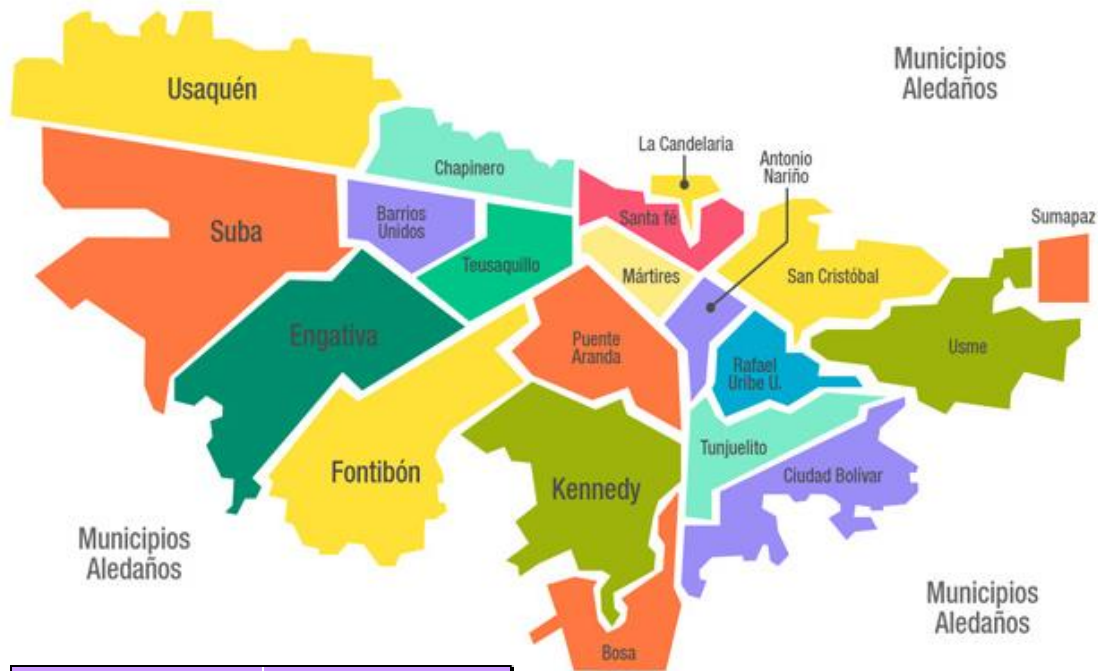 Municipios
Aledaños
Usaquén
La Candelaria
Antonio
Nariño
Chapinero
Sumapaz
Barrios
Unidos
Santa fé
Suba
Teusaquillo
Mártires
San Cristóbal
Engativa
Puente
Aranda
Usme
Rafael
Uribe U.
Tunjuelito
Fontibón
Kennedy
Ciudad Bolívar
Municipios
Aledaños
Municipios
Aledaños
Bosa